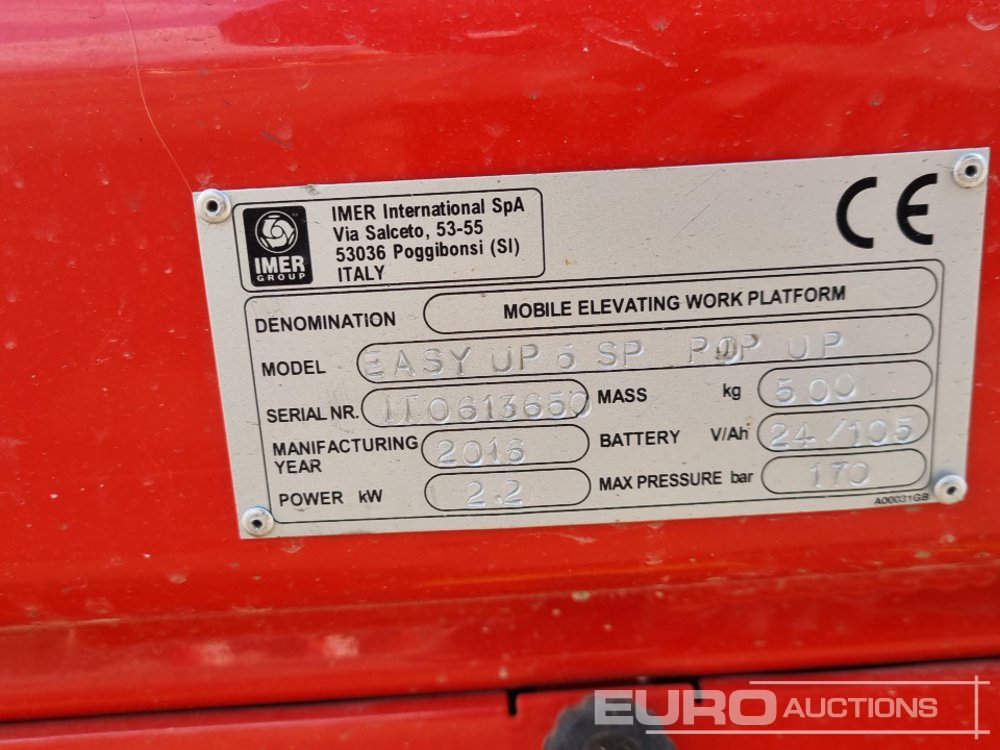 IMER
GROUP
IMER International SpA
Via Salceto, 53-55
53036 Poggibonsi (SI)
ITALY
CE
DENOMINATION MOBILE ELEVATING WORK PLATFORM
MODEL EASY UP 5 SP POP UP
SERIAL NR. IT0613650 MASS kg 500
MANIFACTURING YEAR 2016 BATTERY V/Ah 24/105
POWER kW 2.2 MAX PRESSURE bar 170
A00031GB
EURO AUCTIONS